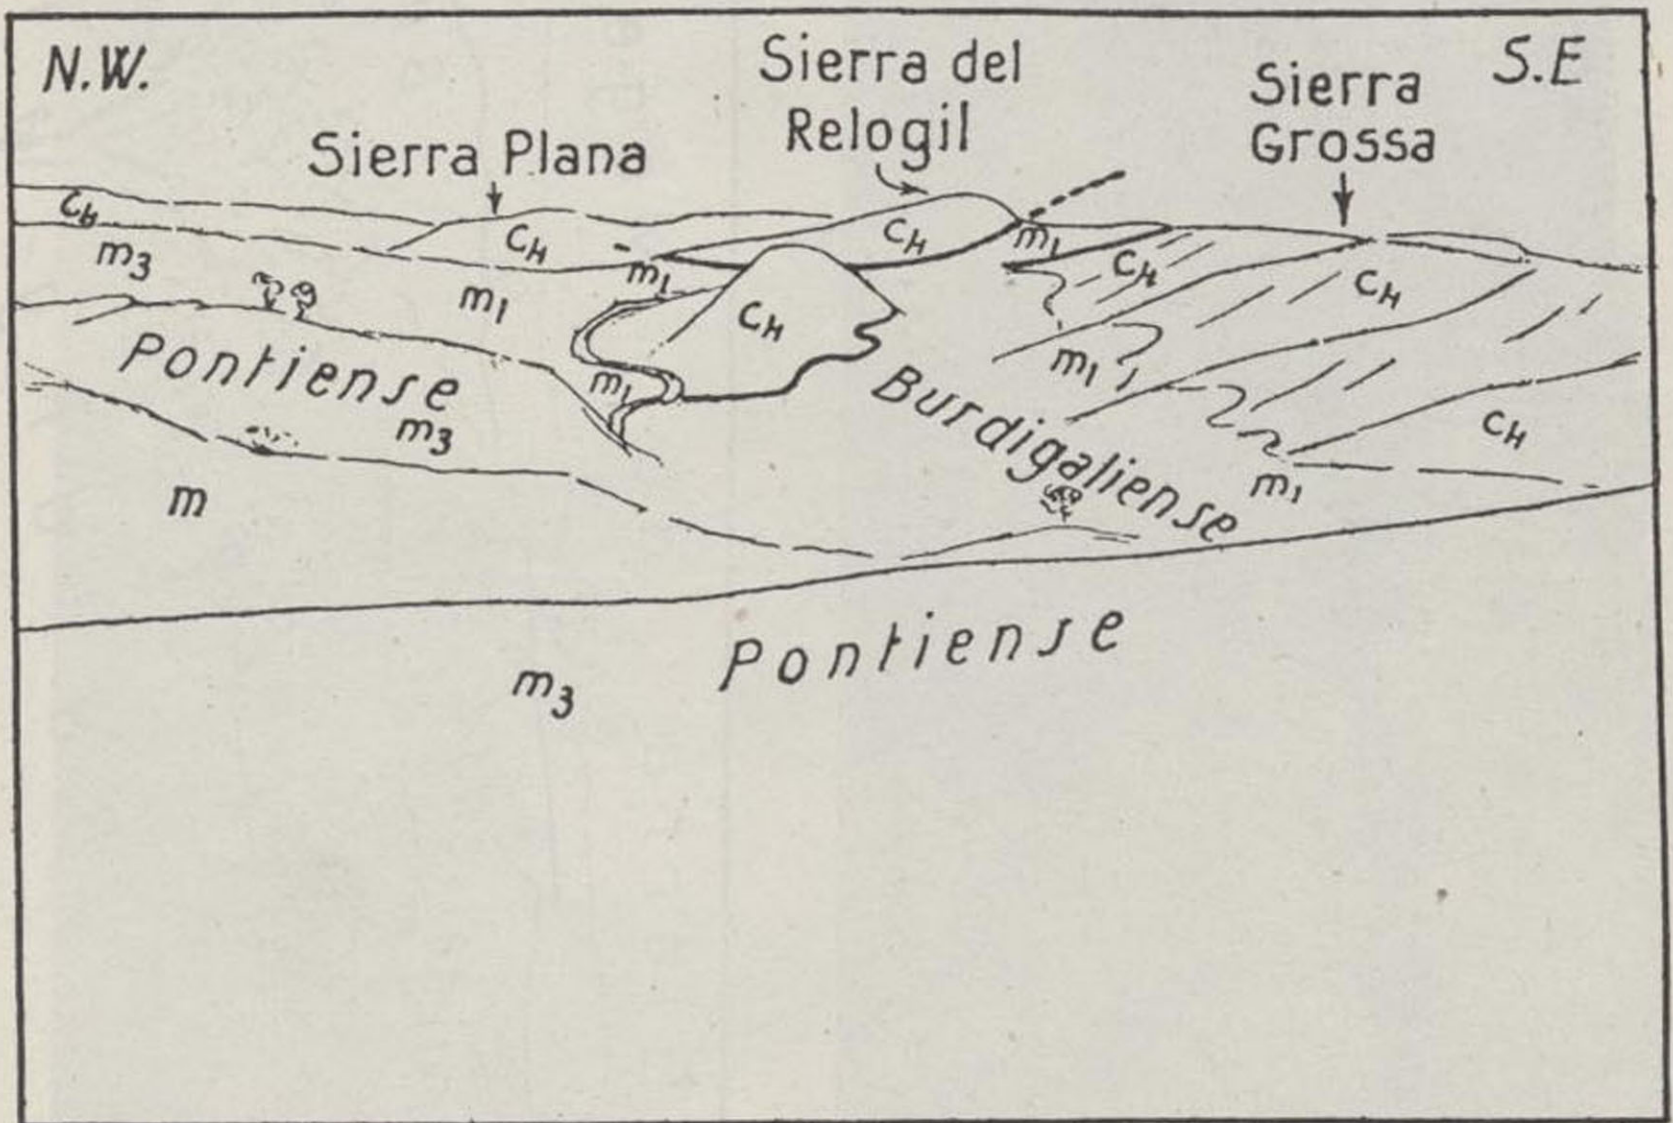 N.W.
S.E
Sierra del
Relogil
Sierra
Grossa
Sierra Plana
CH
CH
CH
m1
CH
CH
m3
m1
m1
CH
m1
Pontiense
m3
m1
Burdigaliense
CH
m1
m
m3
Pontiense